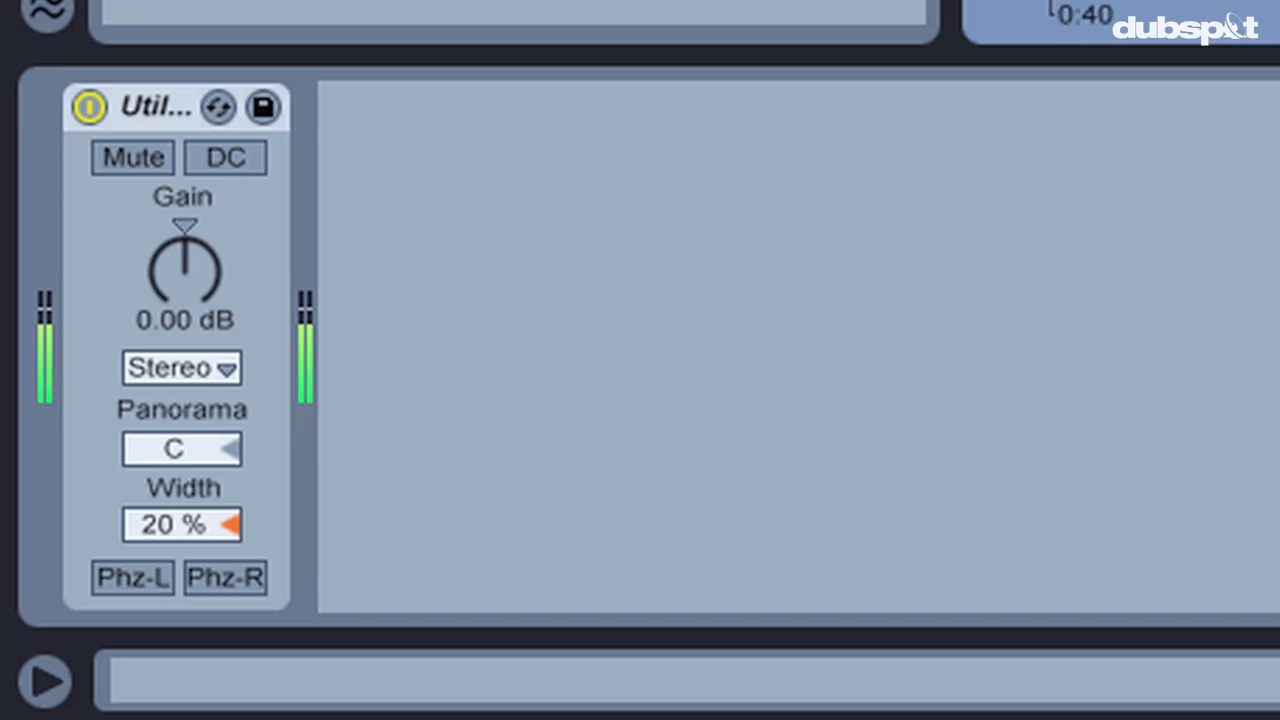 0:40
dubspot
Util...
Mute DC
Gain
0.00 dB
Stereo
Panorama
C
Width
20 %
Phz-L Phz-R